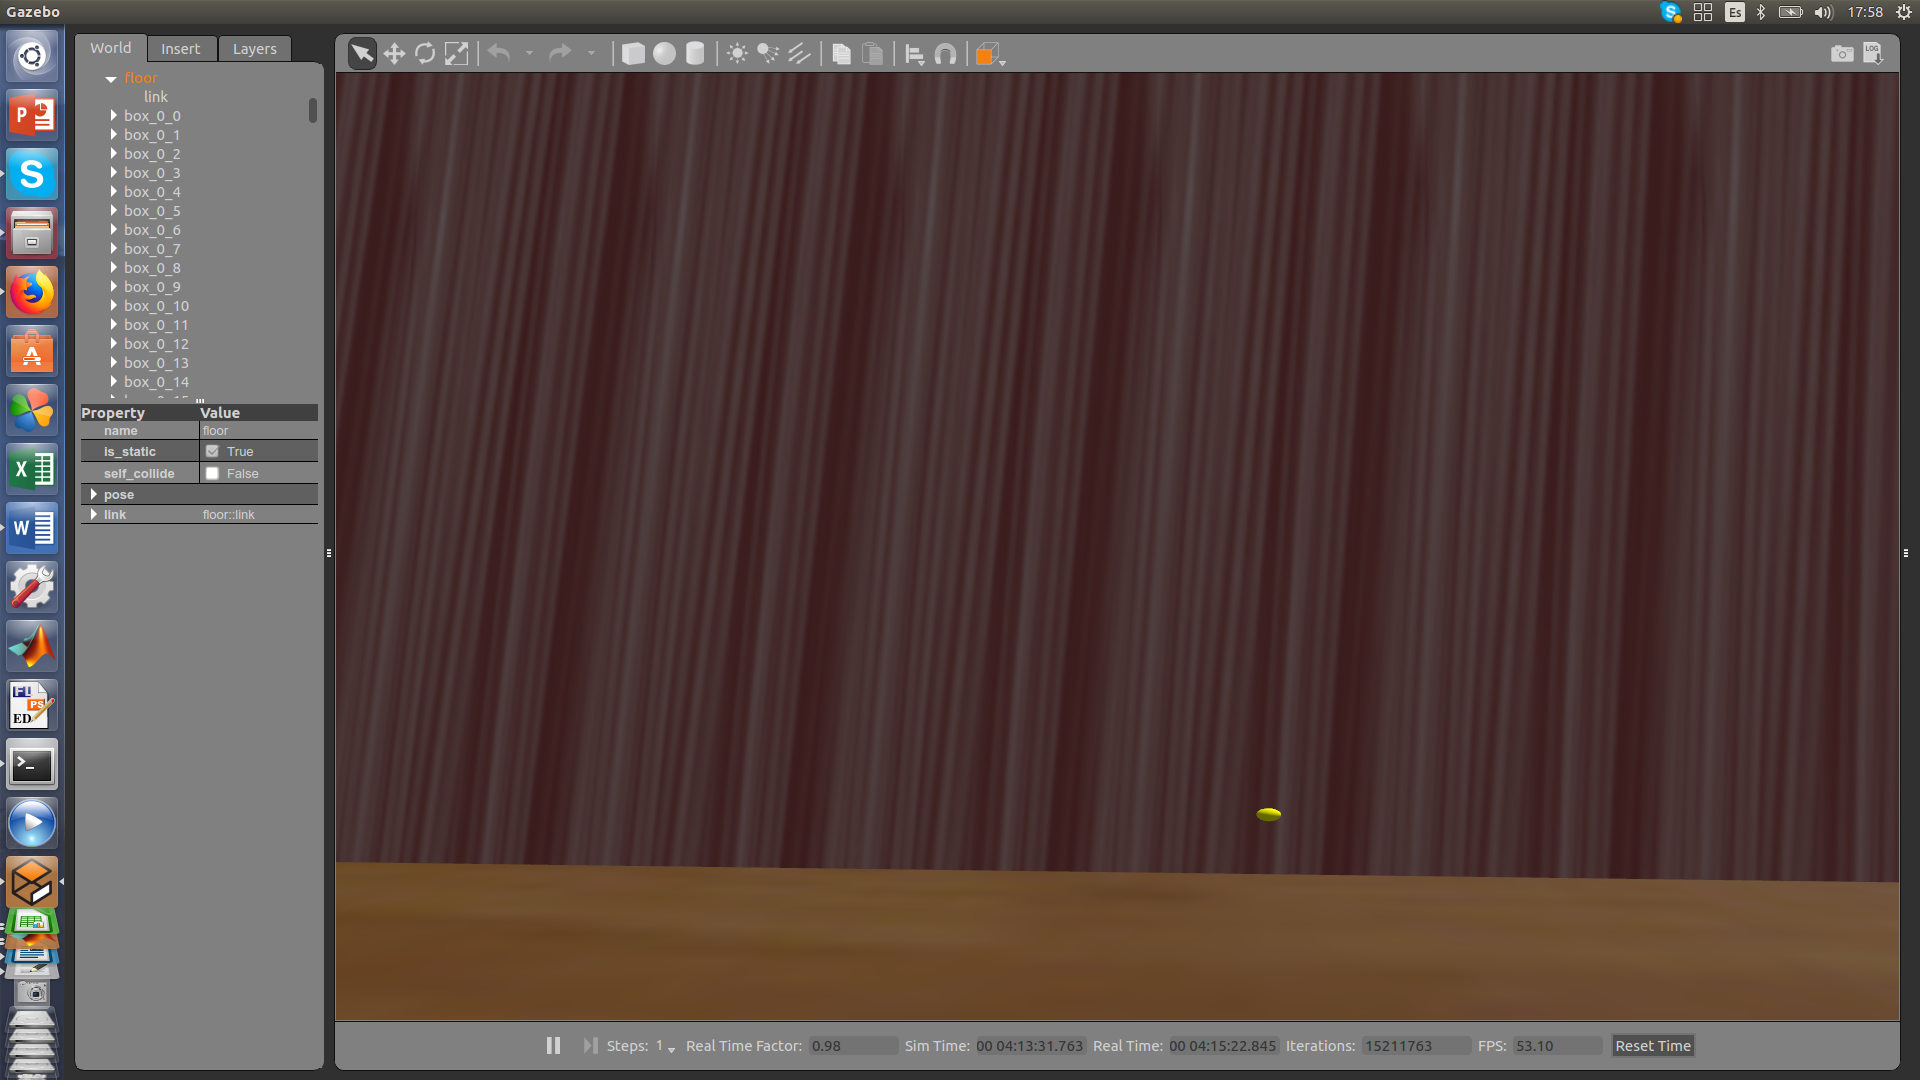 Gazebo
Es
17:58
World
Insert
Layers
floor
link
box_0_0
box_0_1
box_0_2
box_0_3
box_0_4
box_0_5
box_0_6
box_0_7
box_0_8
box_0_9
box_0_10
box_0_11
box_0_12
box_0_13
box_0_14
Property Value
name floor
is_static True
self_collide False
pose
link floor::link
LOG
P
S
A
X
W
FL
PS
ED
>_
Steps: 1 Real Time Factor: 0.98 Sim Time: 00 04:13:31.763 Real Time: 00 04:15:22.845 Iterations: 15211763 FPS: 53.10 Reset Time